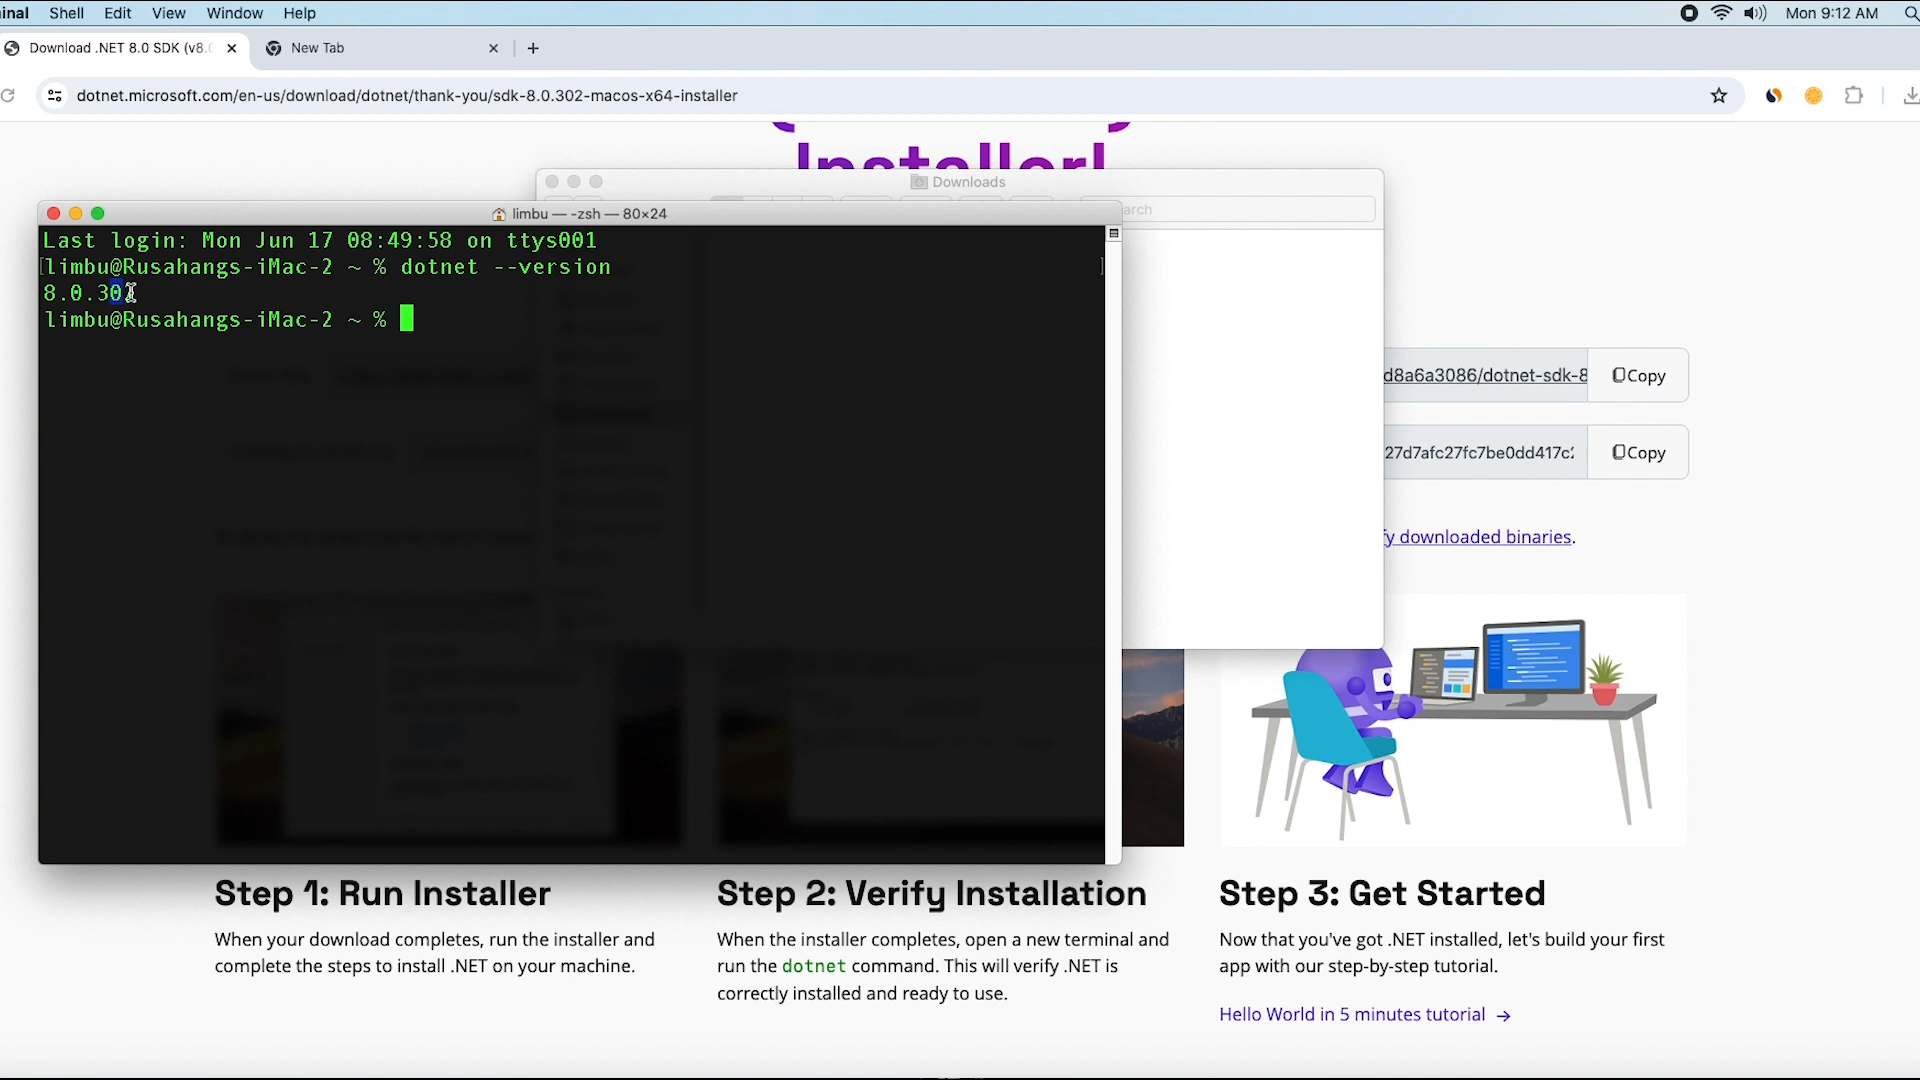 inal Shell Edit View Window Help Mon 9:12 AM
Download .NET 8.0 SDK (v8.0 New Tab
dotnet.microsoft.com/en-us/download/dotnet/thank-you/sdk-8.0.302-macos-x64-installer
Installer!
Downloads
arch
limbu — -zsh — 80×24
Last login: Mon Jun 17 08:49:58 on ttys001
limbu@Rusahangs-iMac-2 ~ % dotnet --version
8.0.30
limbu@Rusahangs-iMac-2 ~ %
d8a6a3086/dotnet-sdk-8 Copy
27d7afc27fc7be0dd417c Copy
fy downloaded binaries.
Step 1: Run Installer
When your download completes, run the installer and
complete the steps to install .NET on your machine.
Step 2: Verify Installation
When the installer completes, open a new terminal and
run the dotnet command. This will verify .NET is
correctly installed and ready to use.
Step 3: Get Started
Now that you've got .NET installed, let's build your first
app with our step-by-step tutorial.
Hello World in 5 minutes tutorial →